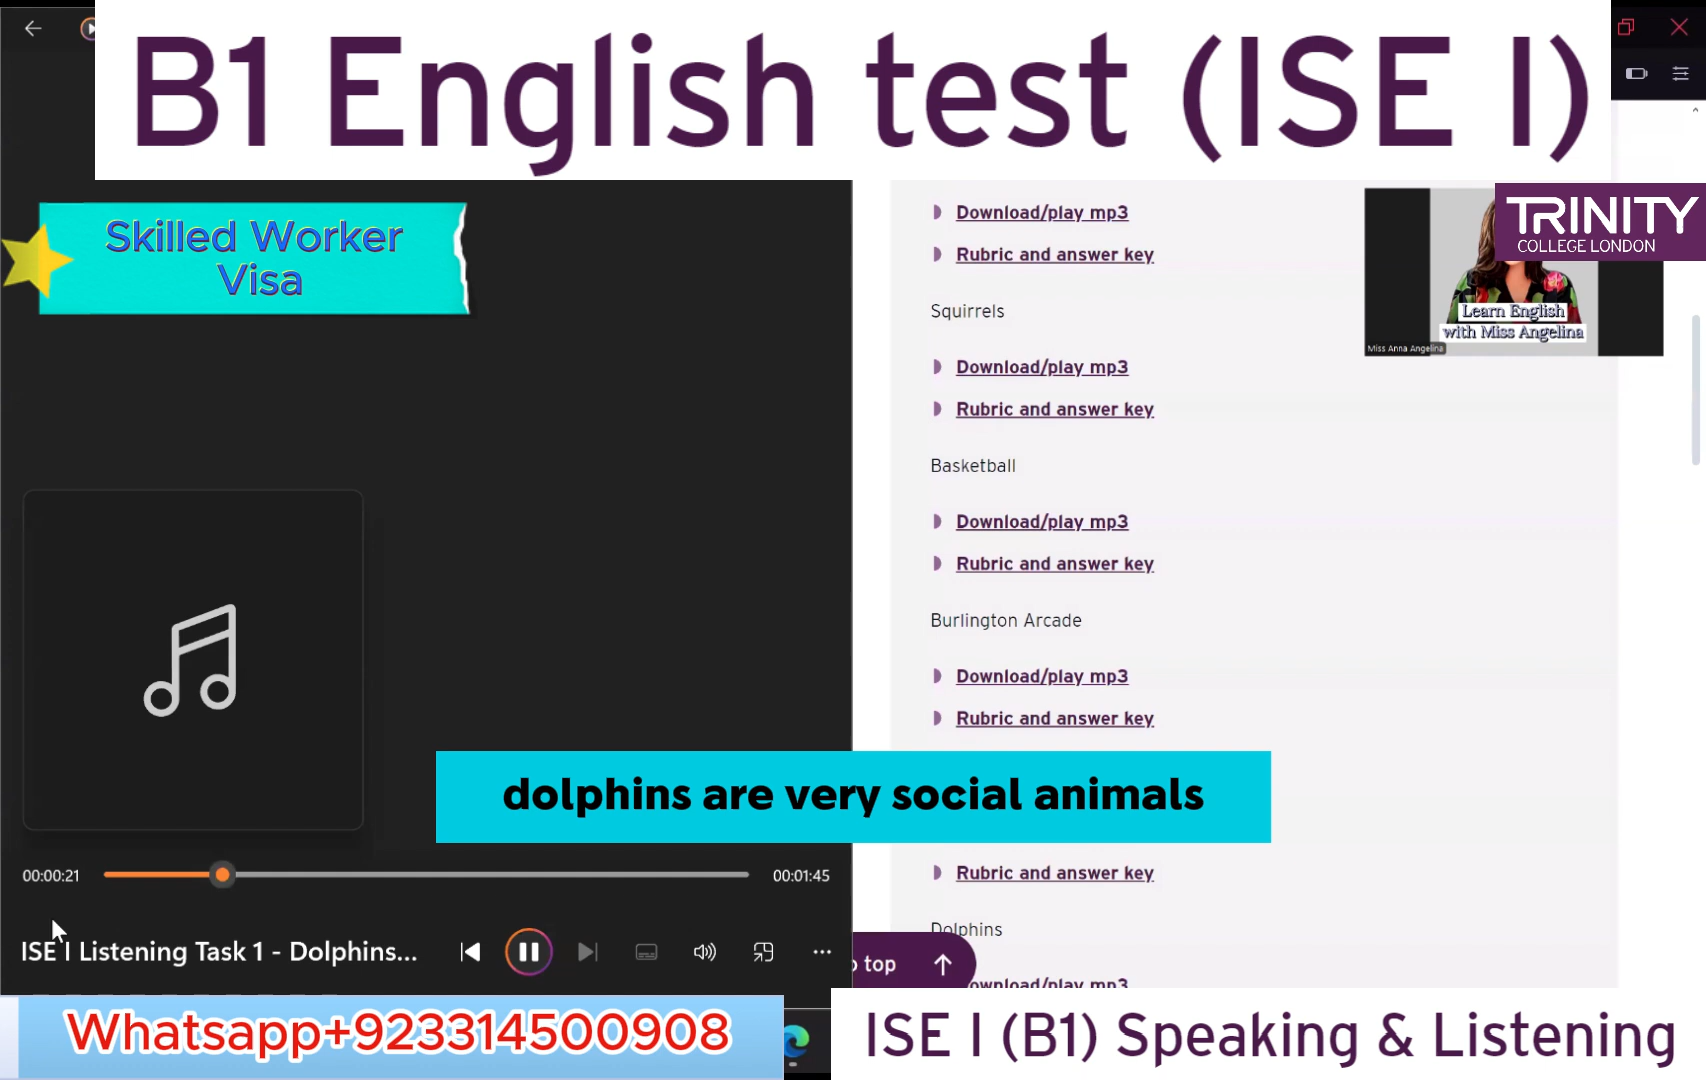 B1 English test (ISE I)
Skilled Worker
Visa
Download/play mp3
Rubric and answer key
Squirrels
Download/play mp3
Rubric and answer key
Basketball
Download/play mp3
Rubric and answer key
Burlington Arcade
Download/play mp3
Rubric and answer key
TRINITY
COLLEGE LONDON
Learn English
with Miss Angelina
Miss Anna Angelina
dolphins are very social animals
Rubric and answer key
Dolphins
ownload/play mp3
top
00:00:21
00:01:45
ISE I Listening Task 1 - Dolphins...
Whatsapp+923314500908
ISE I (B1) Speaking & Listening